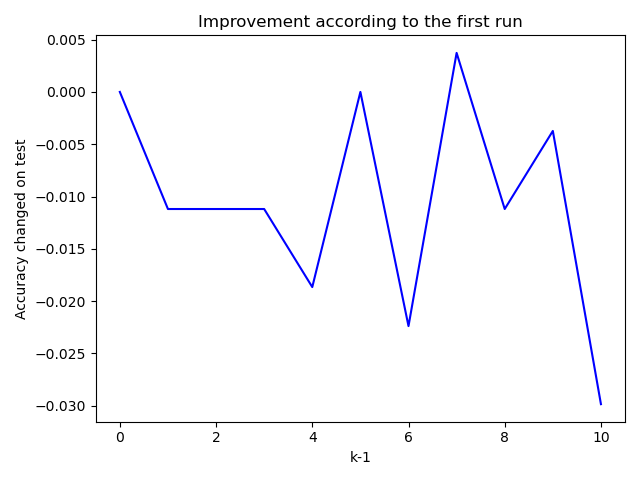 Improvement according to the first run
0.005
0.000
−0.005
−0.010
−0.015
−0.020
−0.025
−0.030
Accuracy changed on test
0 2 4 6 8 10
k-1